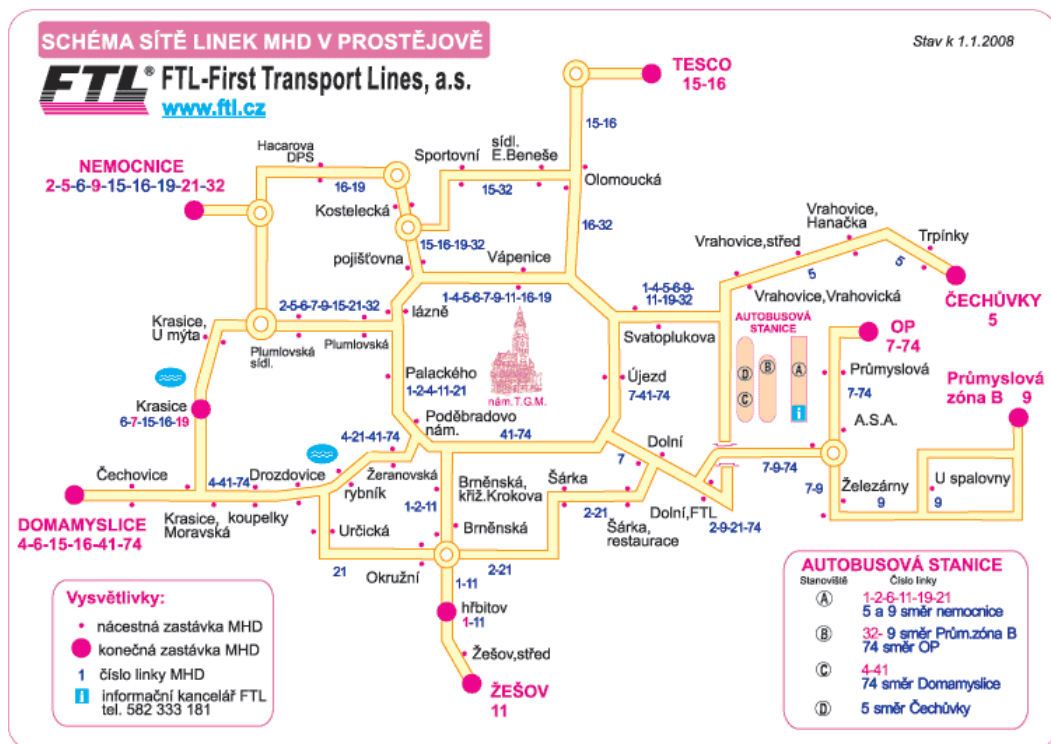 SCHÉMA SÍTĚ LINEK MHD V PROSTĚJOVĚ
Stav k 1.1.2008
FTL® FTL-First Transport Lines, a.s.
www.ftl.cz
TESCO
15-16
15-16
Hacarova
DPS
Sportovní
sídl.
E.Beneše
NEMOCNICE
2-5-6-9-15-16-19-21-32
16-19
15-32
Olomoucká
Kostelecká
16-32
Vrahovice,
Hanačka
Trpínky
15-16-19-32
Vrahovice,střed
5
5
pojišťovna
Vápenice
ČECHŮVKY
5
2-5-6-7-9-15-21-32
1-4-5-6-7-9-11-16-19
1-4-5-6-9-
11-19-32
Vrahovice,Vrahovická
lázně
Krasice,
U mýta
Plumlovská
sídl.
Plumlovská
Svatoplukova
AUTOBUSOVÁ
STANICE
D
B
A
C
i
OP
7-74
Palackého
1-2-4-11-21
nám.T.G.M.
Újezd
7-41-74
Průmyslová
7-74
Průmyslová
zóna B 9
Krasice
6-7-15-16-19
Poděbradovo
nám.
A.S.A.
4-21-41-74
41-74
Dolní
7
7-9-74
Čechovice
4-41-74
Drozdovice
rybník
Žeranovská
Brněnská,
křiž.Krokova
Šárka
7-9
Železárny
U spalovny
9
9
DOMAMYSLICE
4-6-15-16-41-74
Krasice,
Moravská
koupelky
Určická
1-2-11
Brněnská
2-21
Šárka,
restaurace
Dolní,FTL
2-9-21-74
21
Okružní
2-21
1-11
hřbitov
1-11
Žešov,střed
ŽEŠOV
11
Vysvětlivky:
nácestná zastávka MHD
konečná zastávka MHD
1 číslo linky MHD
i informační kancelář FTL
tel. 582 333 181
AUTOBUSOVÁ STANICE
Stanoviště Číslo linky
A 1-2-6-11-19-21
5 a 9 směr nemocnice
B 32- 9 směr Prům.zóna B
74 směr OP
C 4-41
74 směr Domamyslice
D 5 směr Čechůvky